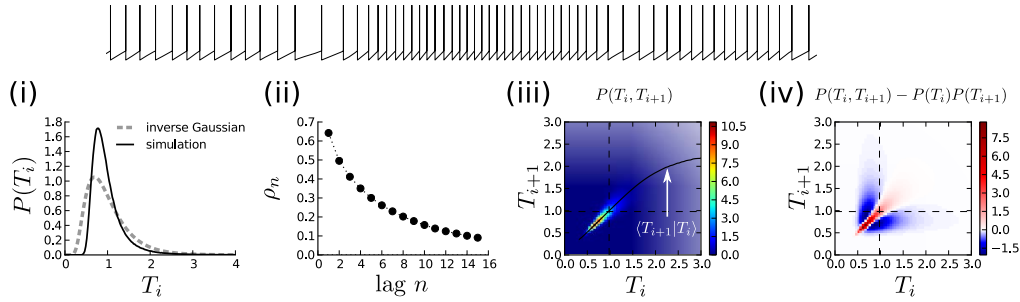 (i)
(ii)
(iii)
(iv)
P(T_i, T_{i+1})
P(T_i, T_{i+1}) − P(T_i)P(T_{i+1})
inverse Gaussian
simulation
P(T_i)
1.8
1.6
1.4
1.2
1.0
0.8
0.6
0.4
0.2
0.0
0 1 2 3 4
T_i
ρ_n
0.7
0.6
0.5
0.4
0.3
0.2
0.1
0.0
0 2 4 6 8 10 12 14 16
lag n
T_{i+1}
3.0
2.5
2.0
1.5
1.0
0.5
0.0
0.0 0.5 1.0 1.5 2.0 2.5 3.0
T_i
⟨T_{i+1}|T_i⟩
10.5
9.0
7.5
6.0
4.5
3.0
1.5
0.0
T_{i+1}
3.0
2.5
2.0
1.5
1.0
0.5
0.0
0.0 0.5 1.0 1.5 2.0 2.5 3.0
T_i
7.5
6.0
4.5
3.0
1.5
0.0
−1.5